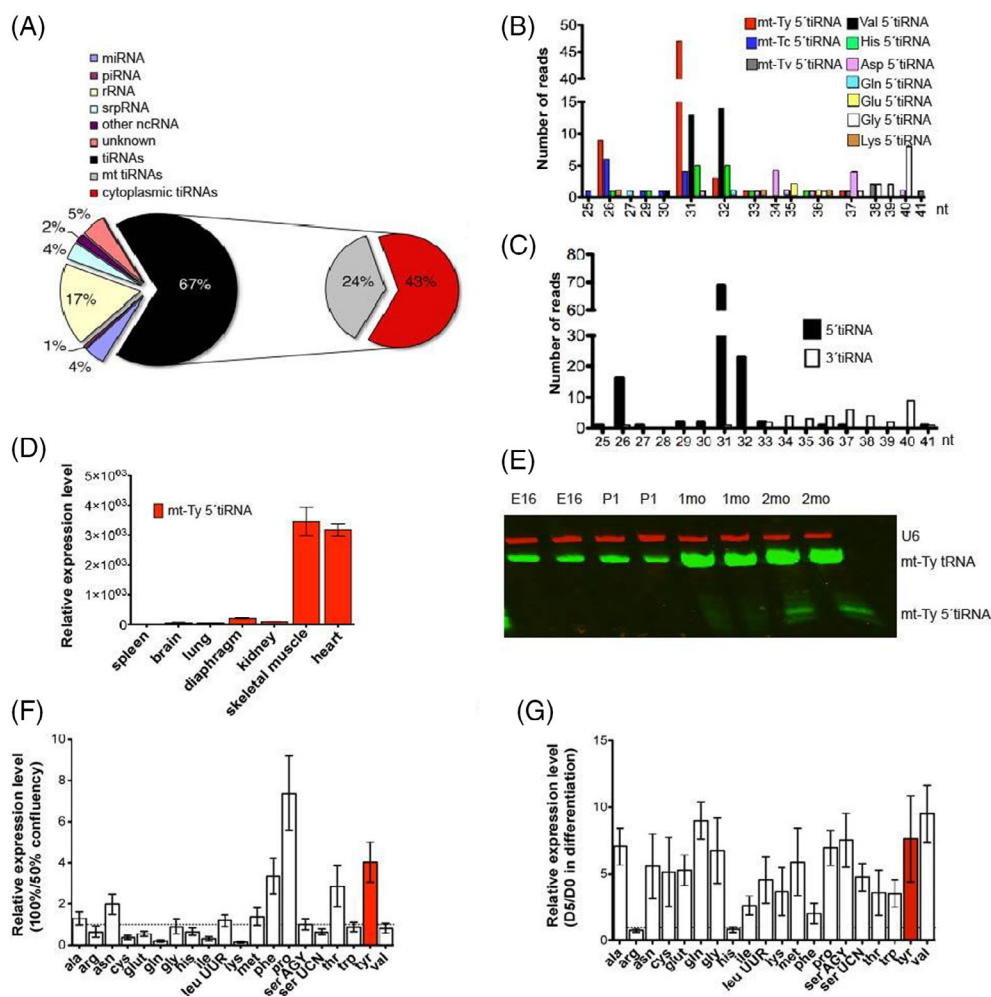 (A)
miRNA
piRNA
rRNA
srpRNA
other ncRNA
unknown
tiRNAs
mt tiRNAs
cytoplasmic tiRNAs
5%
2%
4%
17%
1%
4%
67%
24%
43%
(B)
Number of reads
50
45
40
15
10
5
0
mt-Ty 5´tiRNA
mt-Tc 5´tiRNA
mt-Tv 5´tiRNA
Val 5´tiRNA
His 5´tiRNA
Asp 5´tiRNA
Gln 5´tiRNA
Glu 5´tiRNA
Gly 5´tiRNA
Lys 5´tiRNA
25 26 27 29 30 31 32 33 34 35 36 37 38 39 40 41 nt
(C)
Number of reads
80
70
60
30
20
10
0
5´tiRNA
3´tiRNA
25 26 27 28 29 30 31 32 33 34 35 36 37 38 39 40 41 nt
(D)
Relative expression level
5×10⁰³
4×10⁰³
3×10⁰³
2×10⁰³
1×10⁰³
0
mt-Ty 5´tiRNA
spleen
brain
lung
diaphragm
kidney
skeletal muscle
heart
(E)
E16 E16 P1 P1 1mo 1mo 2mo 2mo
U6
mt-Ty tRNA
mt-Ty 5´tiRNA
(F)
Relative expression level
(100%/50% confluency)
10
8
6
4
2
0
ala
arg
asn
cys
glut
gln
gly
his
ile
leu UUR
lys
met
phe
pro
ser AGY
ser UCN
thr
trp
tyr
val
(G)
Relative expression level
(D5/D0 in differentiation)
15
10
5
0
ala
arg
asn
cys
glut
gln
gly
his
ile
leu UUR
lys
met
phe
pro
ser AGY
ser UCN
thr
trp
tyr
val